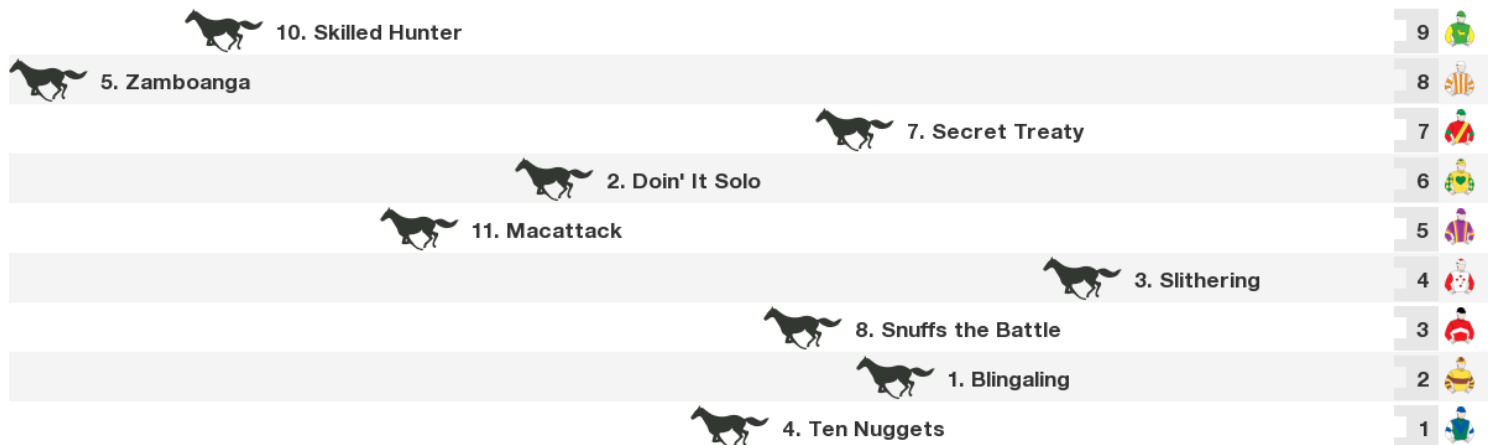 10. Skilled Hunter 9
5. Zamboanga 8
7. Secret Treaty 7
2. Doin' It Solo 6
11. Macattack 5
3. Slithering 4
8. Snuffs the Battle 3
1. Blingaling 2
4. Ten Nuggets 1